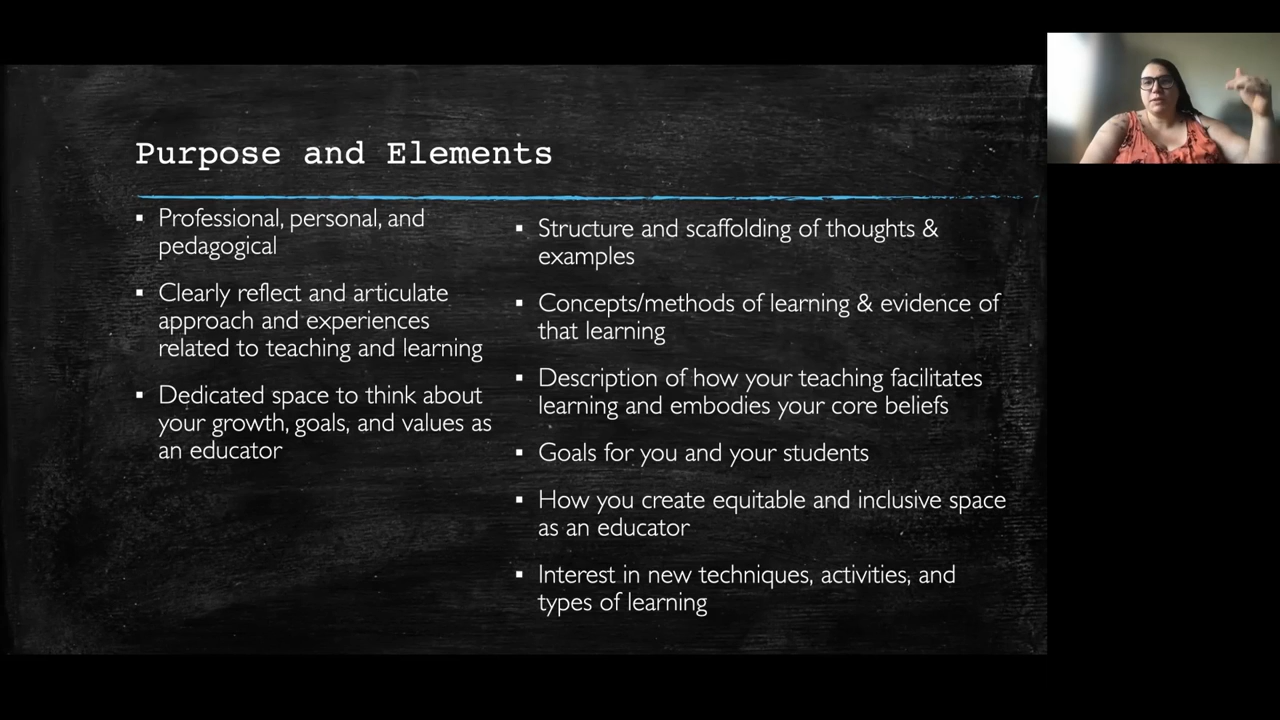 Purpose and Elements
▪ Professional, personal, and
pedagogical
▪ Clearly reflect and articulate
approach and experiences
related to teaching and learning
▪ Dedicated space to think about
your growth, goals, and values as
an educator
▪ Structure and scaffolding of thoughts &
examples
▪ Concepts/methods of learning & evidence of
that learning
▪ Description of how your teaching facilitates
learning and embodies your core beliefs
▪ Goals for you and your students
▪ How you create equitable and inclusive space
as an educator
▪ Interest in new techniques, activities, and
types of learning